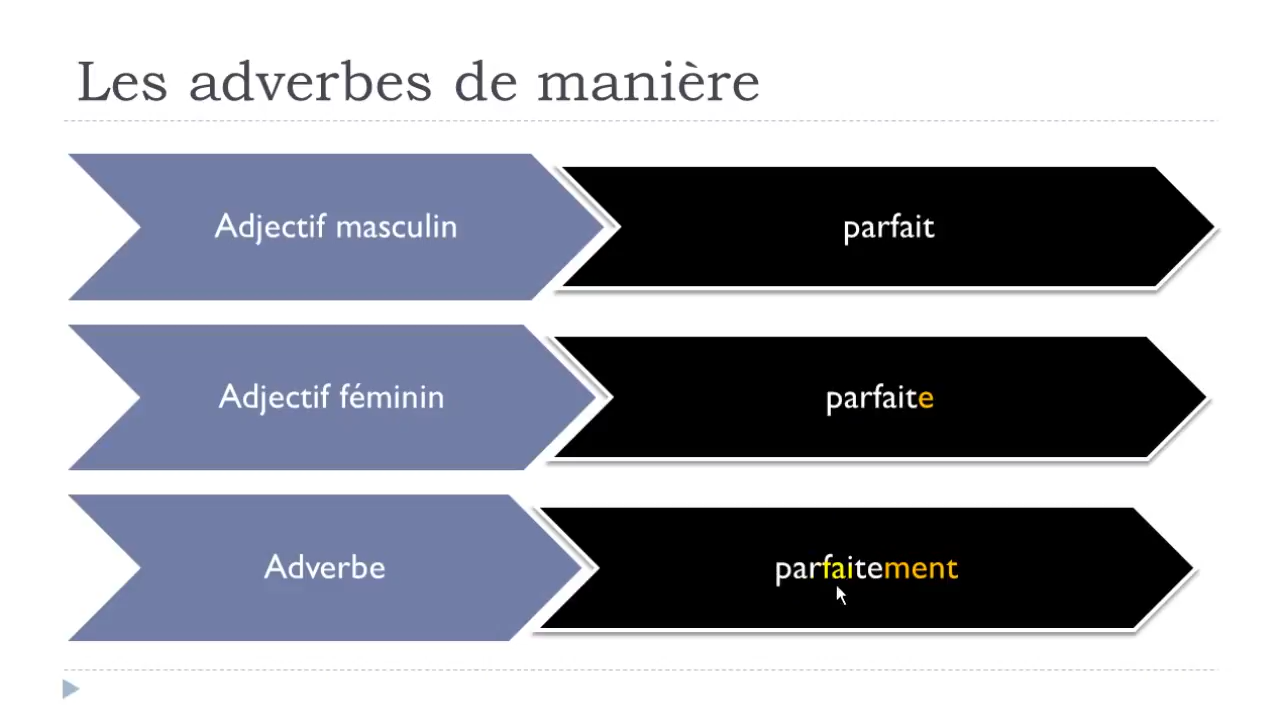 Les adverbes de manière
Adjectif masculin
parfait
Adjectif féminin
parfaite
Adverbe
parfaitement